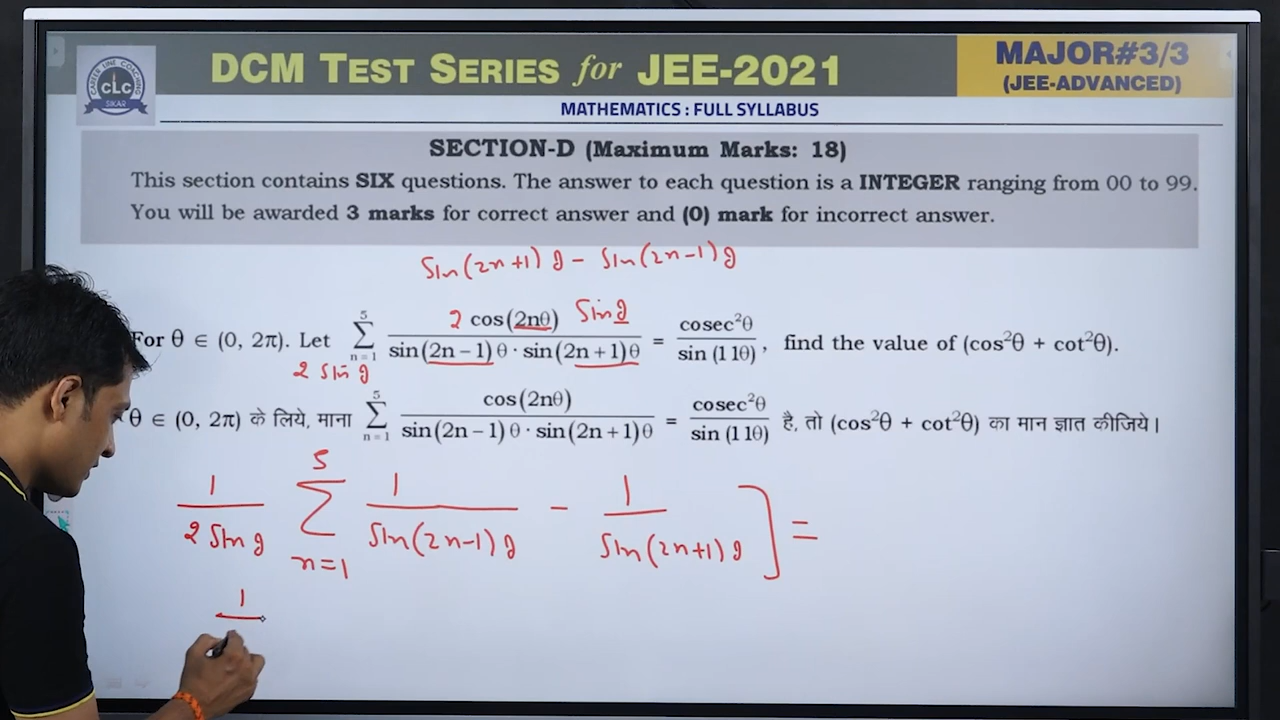 CAREER LINE COACHING
CLC
SIKAR
DCM TEST SERIES for JEE-2021
MAJOR#3/3
(JEE-ADVANCED)
MATHEMATICS : FULL SYLLABUS
SECTION-D (Maximum Marks: 18)
This section contains SIX questions. The answer to each question is a INTEGER ranging from 00 to 99.
You will be awarded 3 marks for correct answer and (0) mark for incorrect answer.
sin(2n+1)θ − sin(2n−1)θ
For θ ∈ (0, 2π). Let ∑_{n=1}^{5} 2 cos(2nθ) sinθ / 2 sinθ sin(2n − 1)θ · sin(2n + 1)θ = cosec²θ / sin (11θ), find the value of (cos²θ + cot²θ).
θ ∈ (0, 2π) के लिये, माना ∑_{n=1}^{5} cos(2nθ) / sin(2n − 1)θ · sin(2n + 1)θ = cosec²θ / sin (11θ) है, तो (cos²θ + cot²θ) का मान ज्ञात कीजिये।
1 / 2 sinθ ∑_{n=1}^{5} 1 / sin(2n−1)θ − 1 / sin(2n+1)θ ] =
1